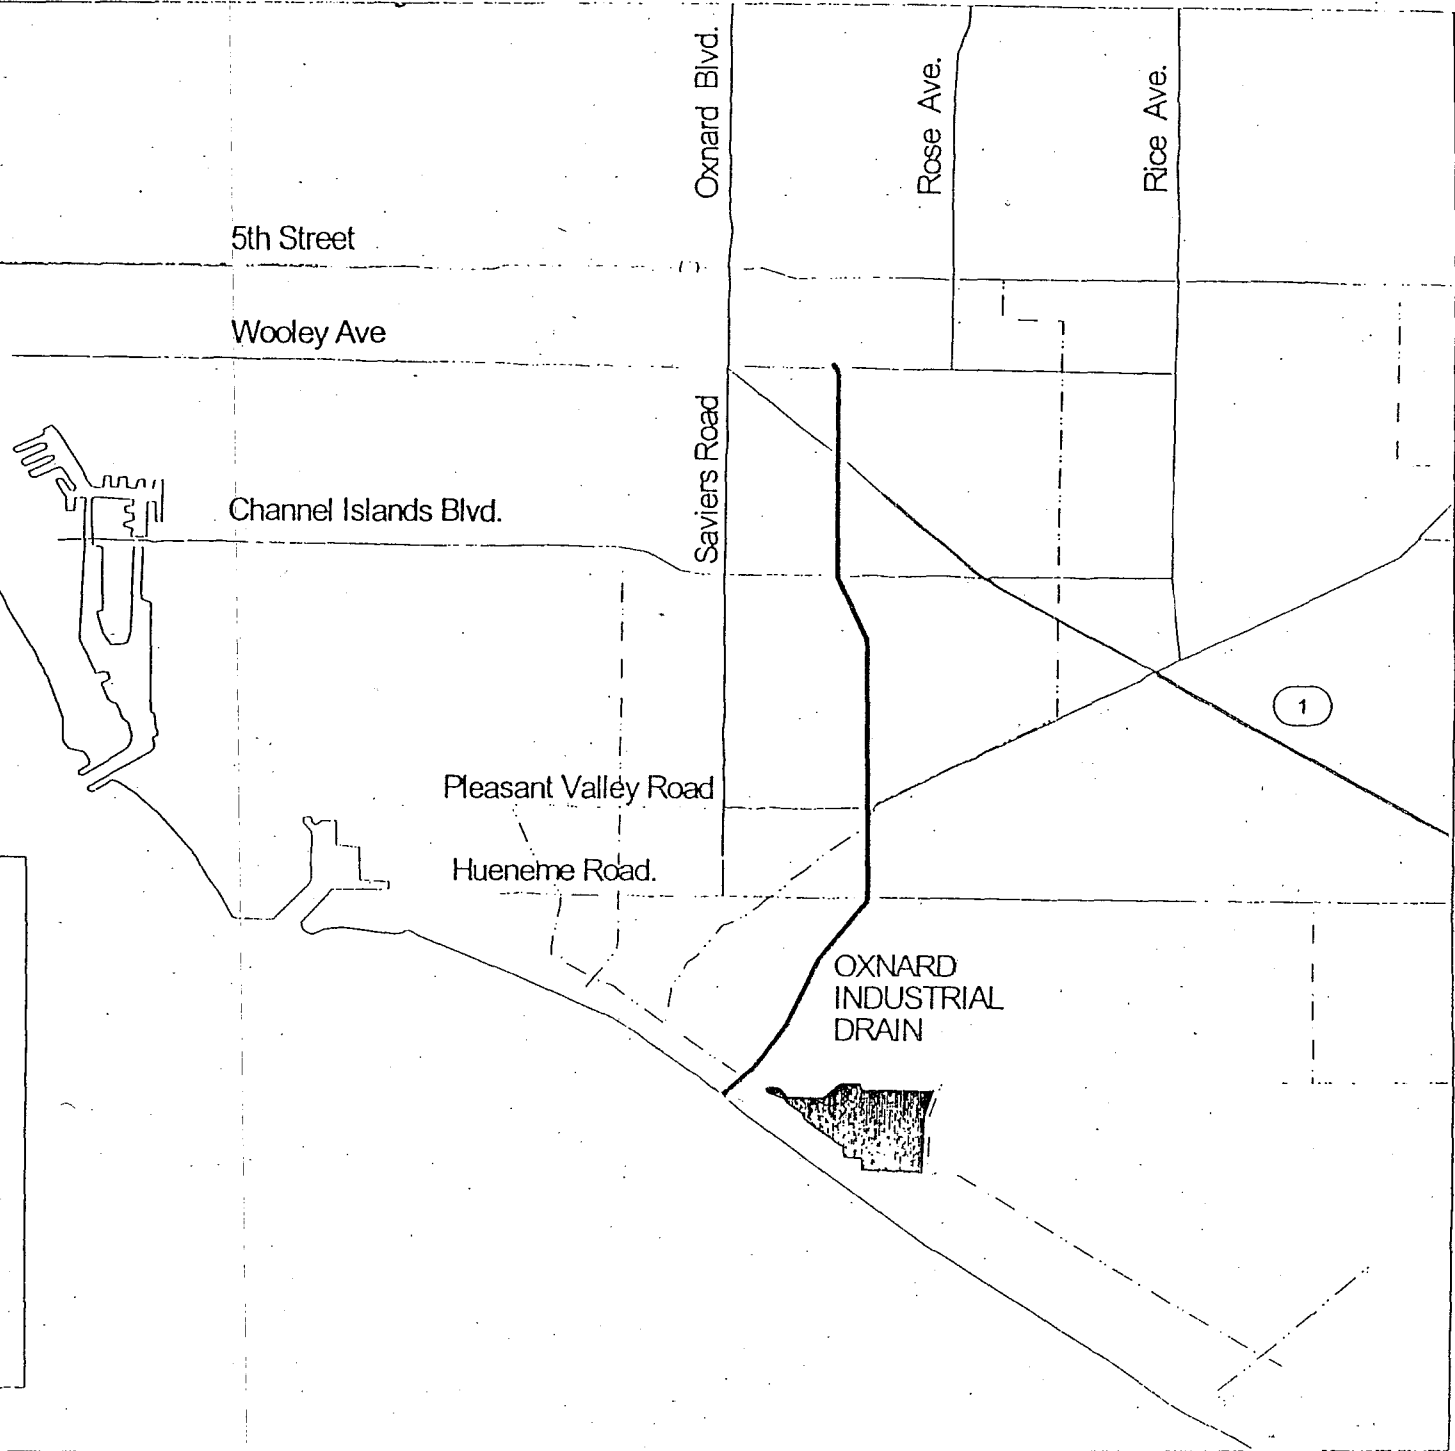 Oxnard Blvd.
Rose Ave.
Rice Ave.
5th Street
Wooley Ave
Saviers Road
Channel Islands Blvd.
1
Pleasant Valley Road
Hueneme Road.
OXNARD
INDUSTRIAL
DRAIN